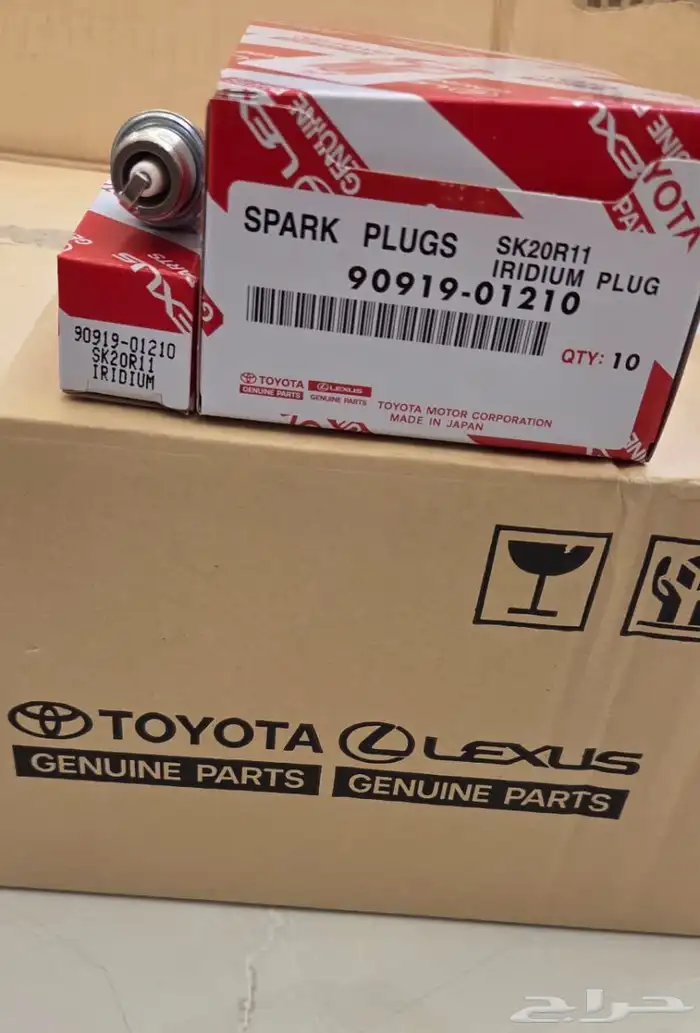 SPARK PLUGS
SK20R11
IRIDIUM PLUG
90919-01210
QTY: 10
TOYOTA
GENUINE PARTS
LEXUS
GENUINE PARTS
TOYOTA MOTOR CORPORATION
MADE IN JAPAN
GENUINE
90919-01210
SK20R11
IRIDIUM
TOYOTA LEXUS
GENUINE PARTS GENUINE PARTS
حراج